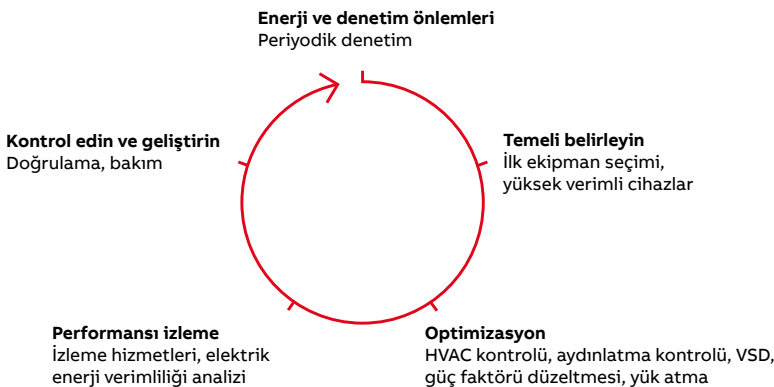 Enerji ve denetim önlemleri
Periyodik denetim
Temeli belirleyin
İlk ekipman seçimi,
yüksek verimli cihazlar
Optimizasyon
HVAC kontrolü, aydınlatma kontrolü, VSD,
güç faktörü düzeltmesi, yük atma
Performansı izleme
İzleme hizmetleri, elektrik
enerji verimliliği analizi
Kontrol edin ve geliştirin
Doğrulama, bakım